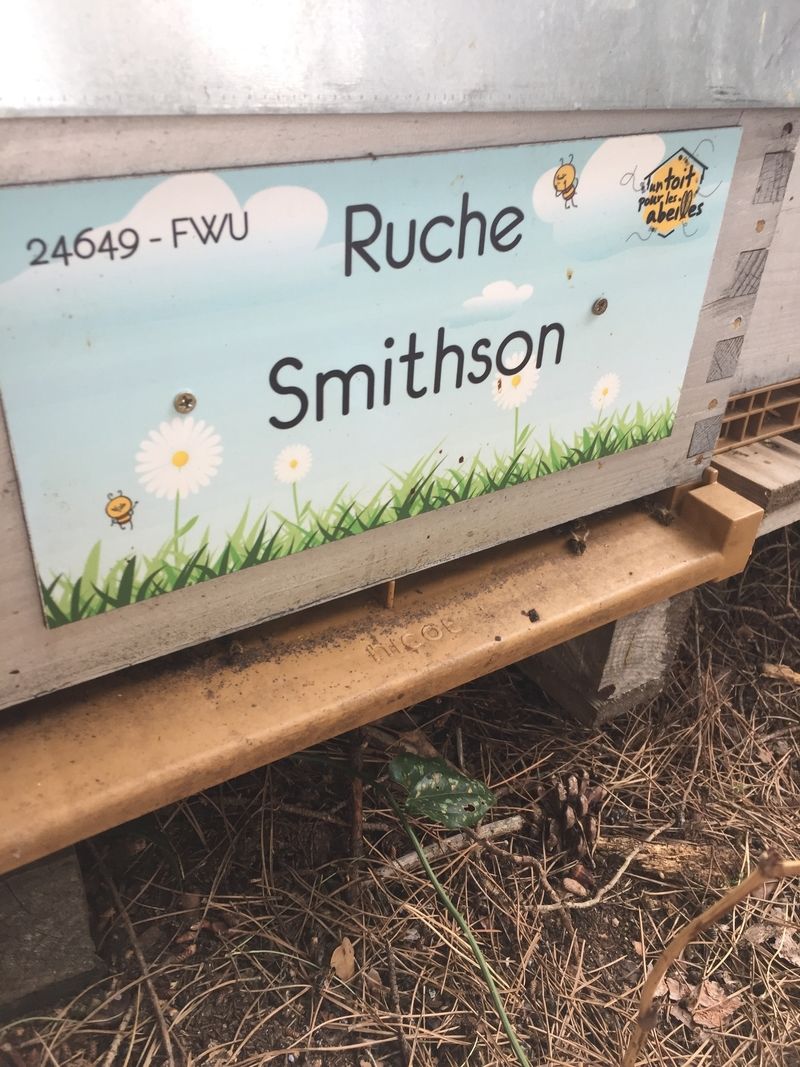 24649 - FWU
Ruche
Smithson
un toit
pour les
abeilles
nicot